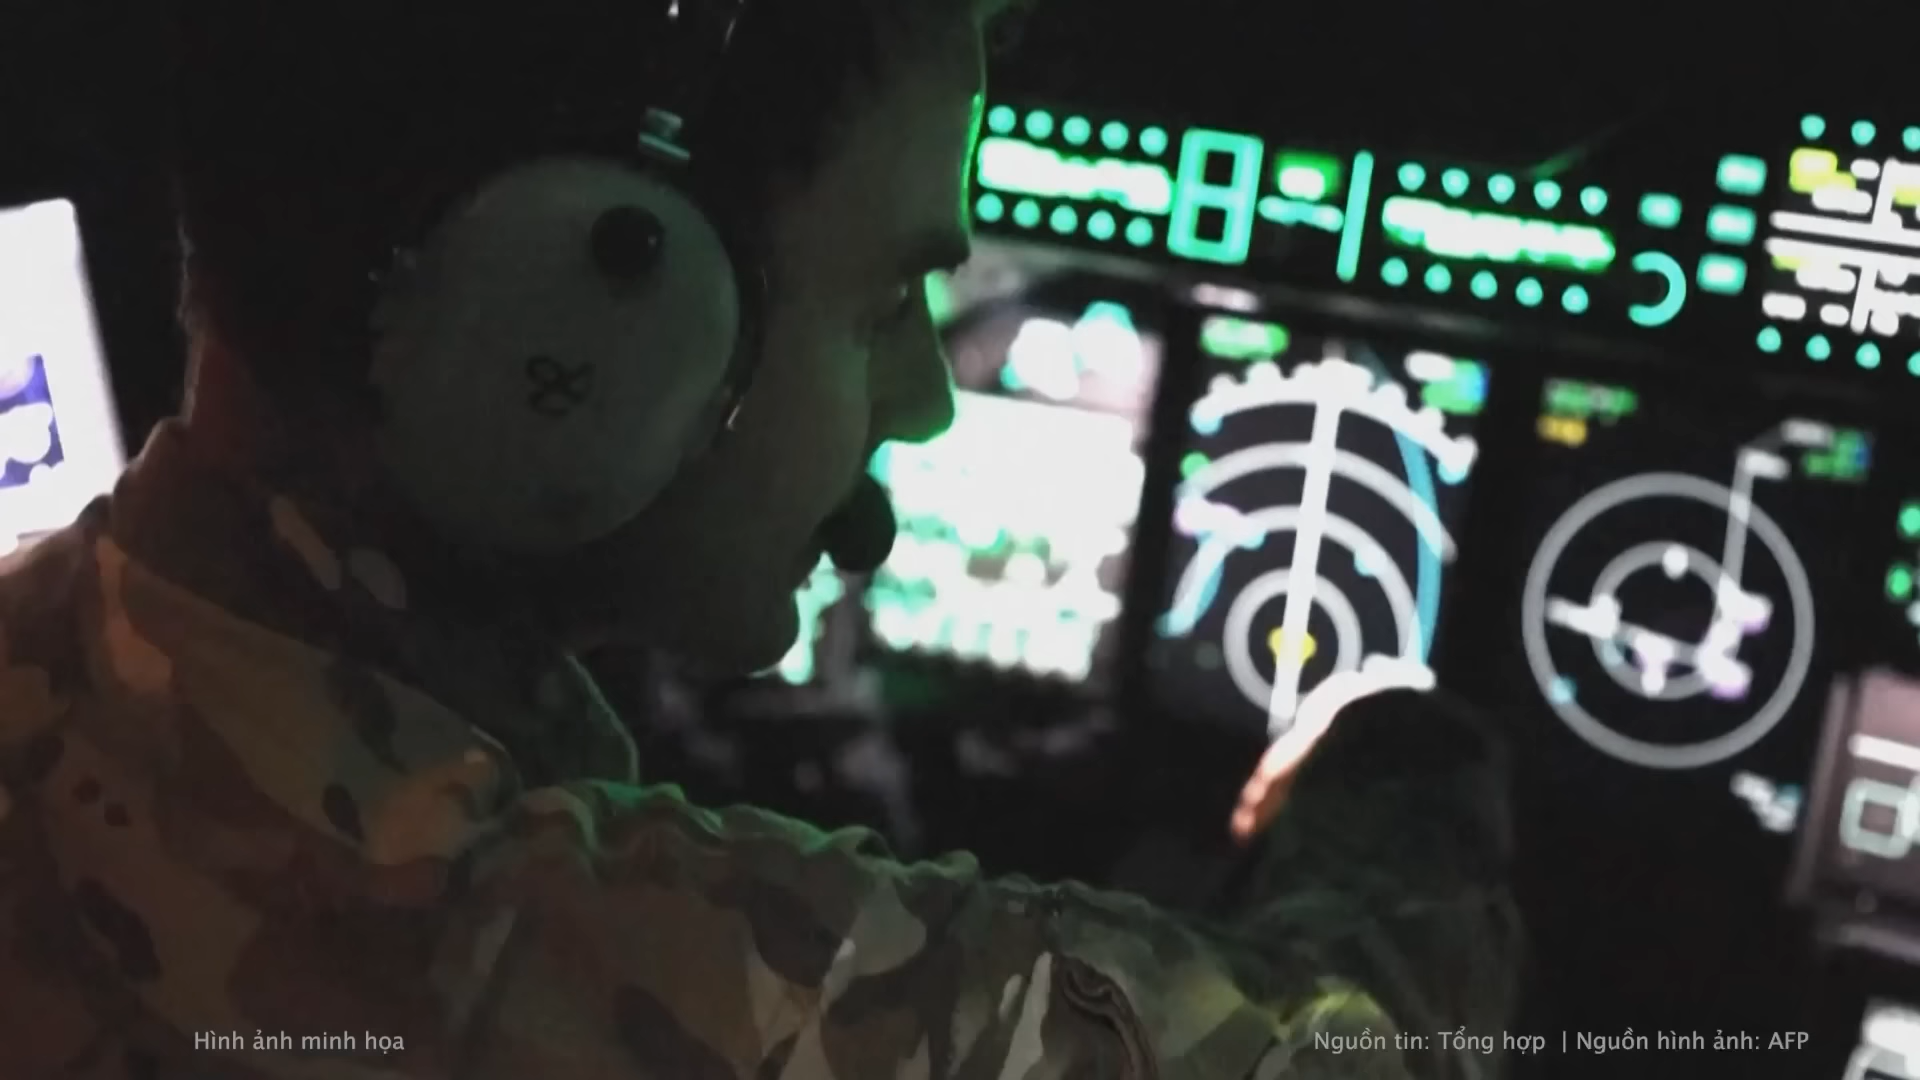 Hình ảnh minh họa
Nguồn tin: Tổng hợp | Nguồn hình ảnh: AFP